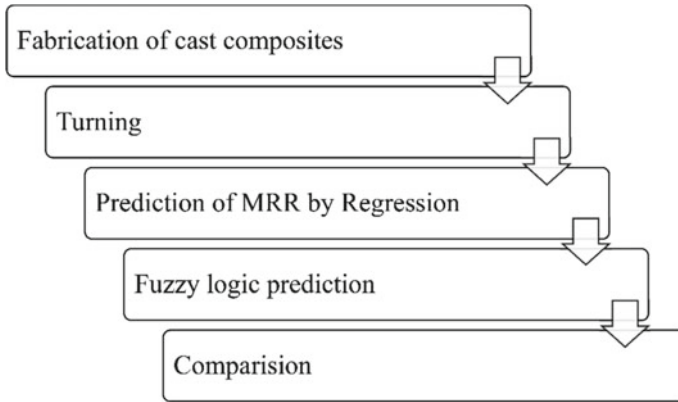 Fabrication of cast composites
Turning
Prediction of MRR by Regression
Fuzzy logic prediction
Comparision